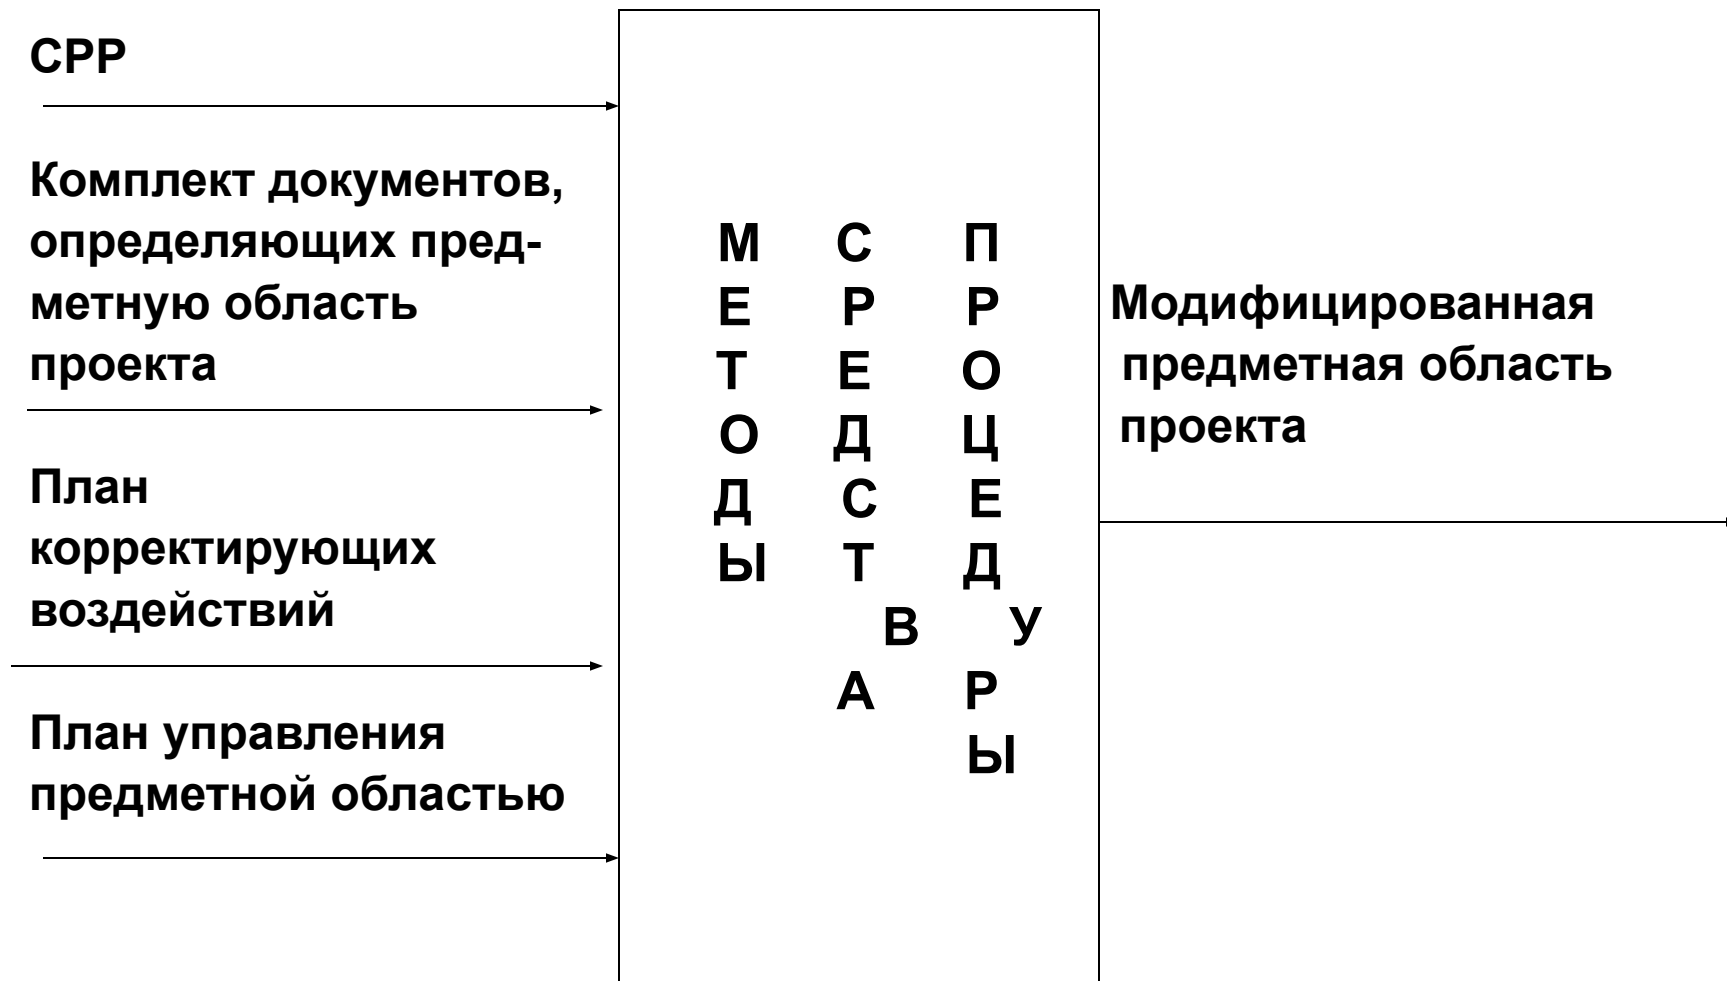 СРР
Комплект документов,
определяющих пред-
метную область
проекта
План
корректирующих
воздействий
План управления
предметной областью
М С П
Е Р Р
Т Е О
О Д Ц
Д С Е
Ы Т Д
В У
А Р
Ы
Модифицированная
предметная область
проекта